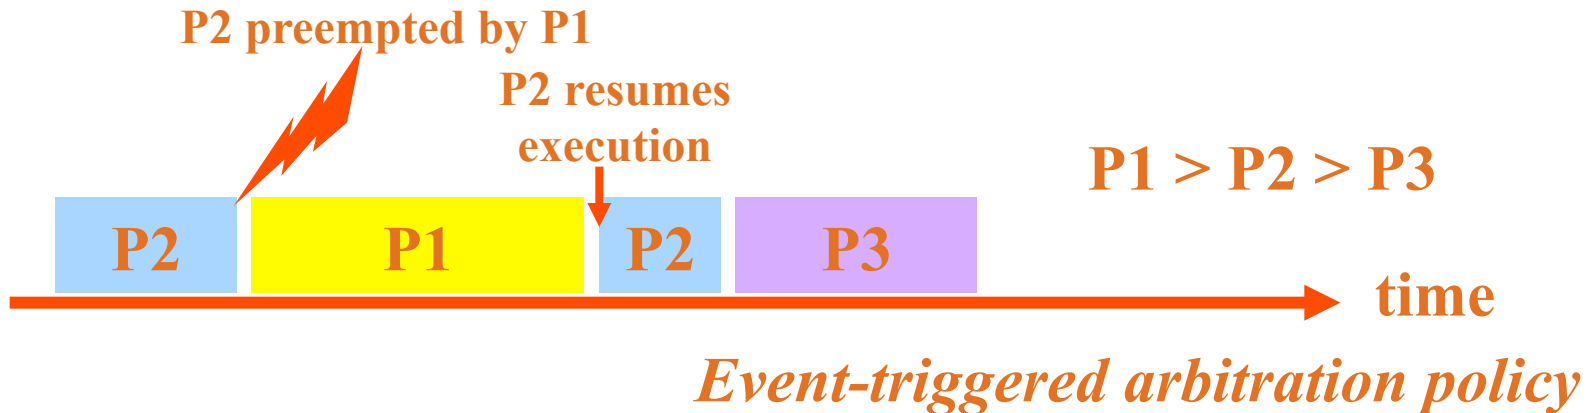 P2 preempted by P1
P2 resumes
execution
P1 > P2 > P3
P2
P1
P2
P3
time
Event-triggered arbitration policy